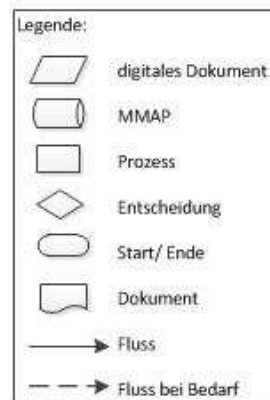 Legende:
digitales Dokument
MMAP
Prozess
Entscheidung
Start/ Ende
Dokument
Fluss
Fluss bei Bedarf